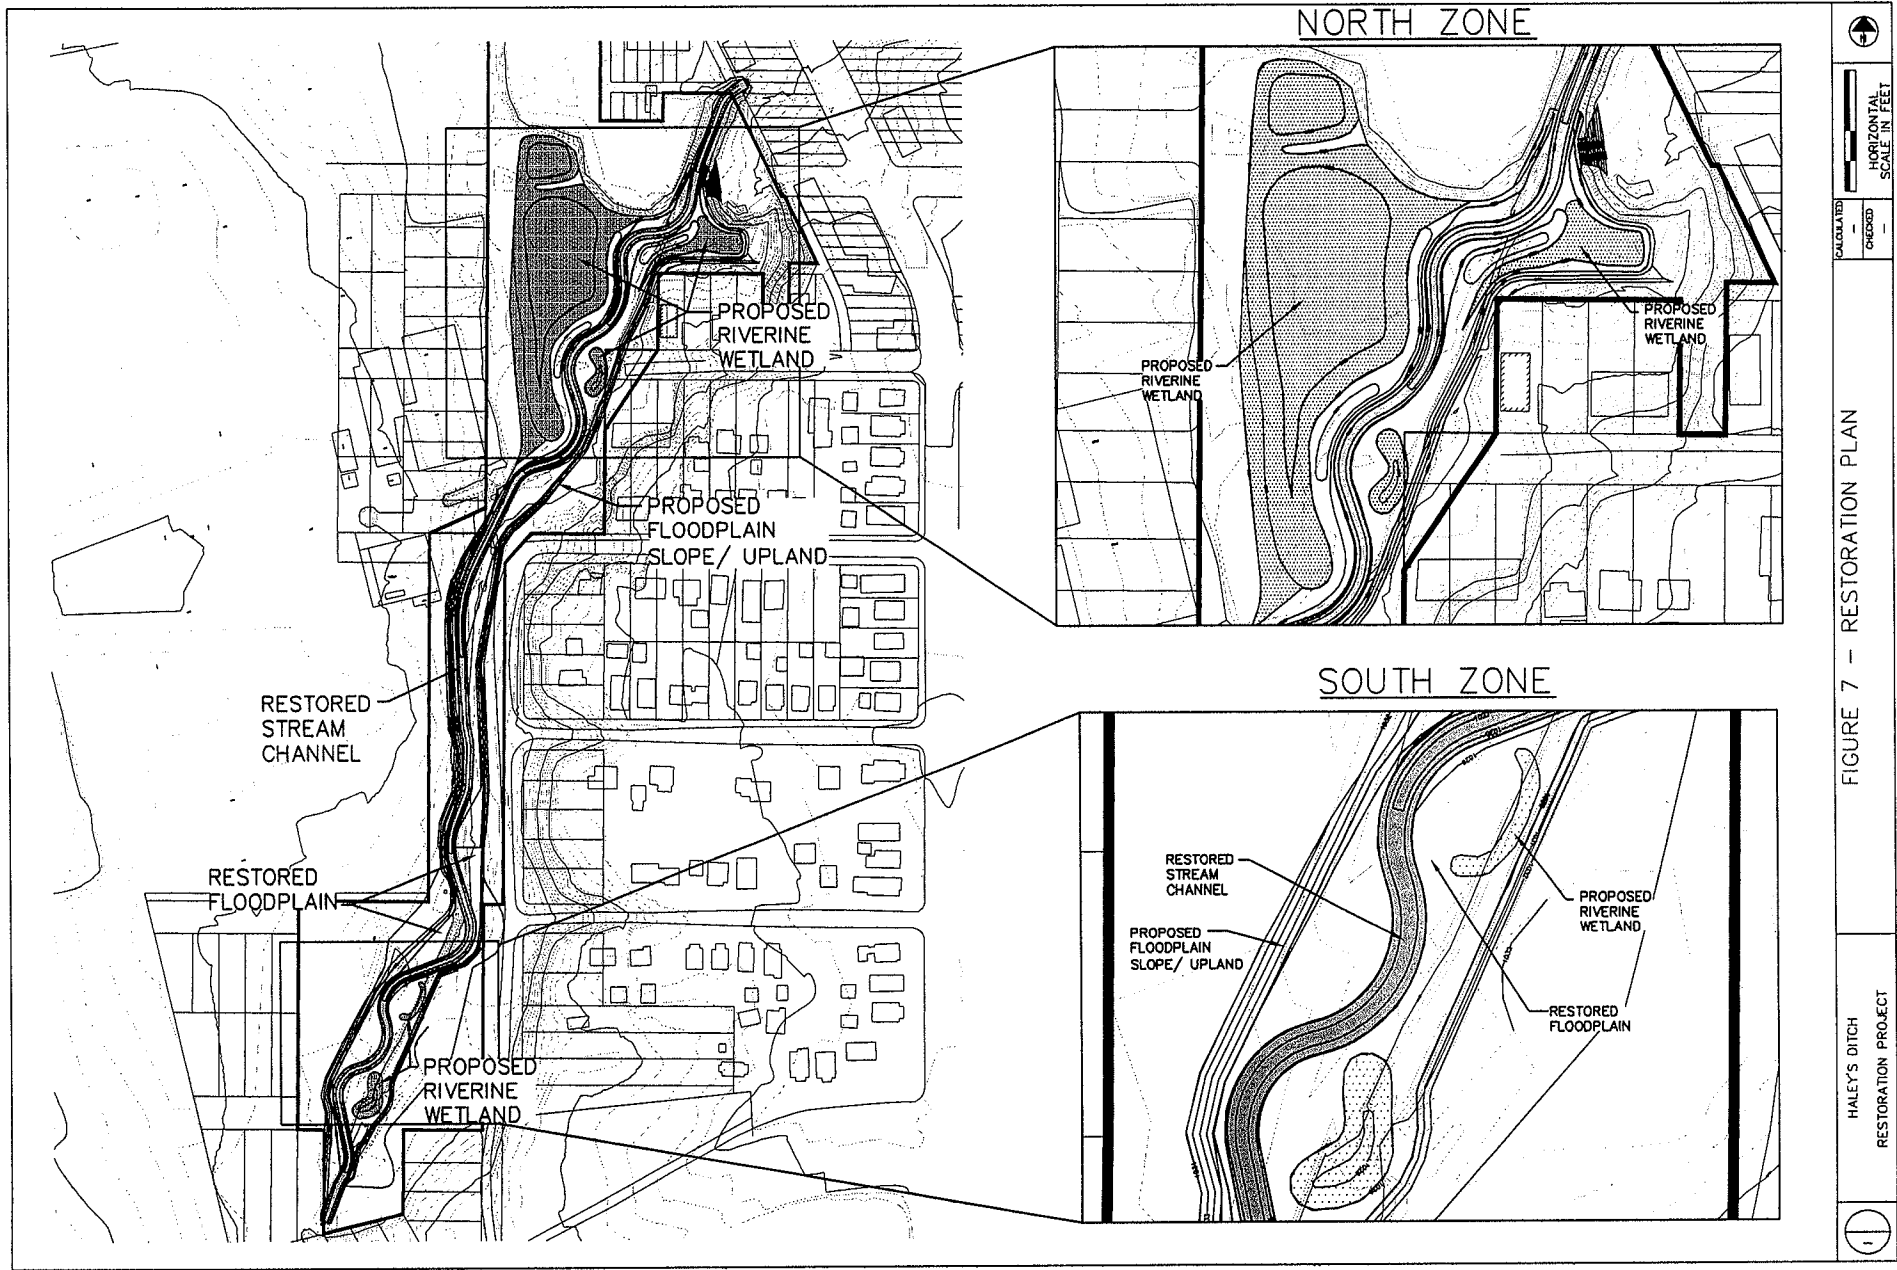 NORTH ZONE
PROPOSED
RIVERINE
WETLAND
PROPOSED
FLOODPLAIN
SLOPE/ UPLAND
RESTORED
STREAM
CHANNEL
RESTORED
FLOODPLAIN
PROPOSED
RIVERINE
WETLAND
PROPOSED
RIVERINE
WETLAND
PROPOSED
RIVERINE
WETLAND
SOUTH ZONE
RESTORED
STREAM
CHANNEL
PROPOSED
FLOODPLAIN
SLOPE/ UPLAND
PROPOSED
RIVERINE
WETLAND
RESTORED
FLOODPLAIN
HORIZONTAL
SCALE IN FEET
CALCULATED
-
CHECKED
-
FIGURE 7 - RESTORATION PLAN
HALEY'S DITCH
RESTORATION PROJECT
-